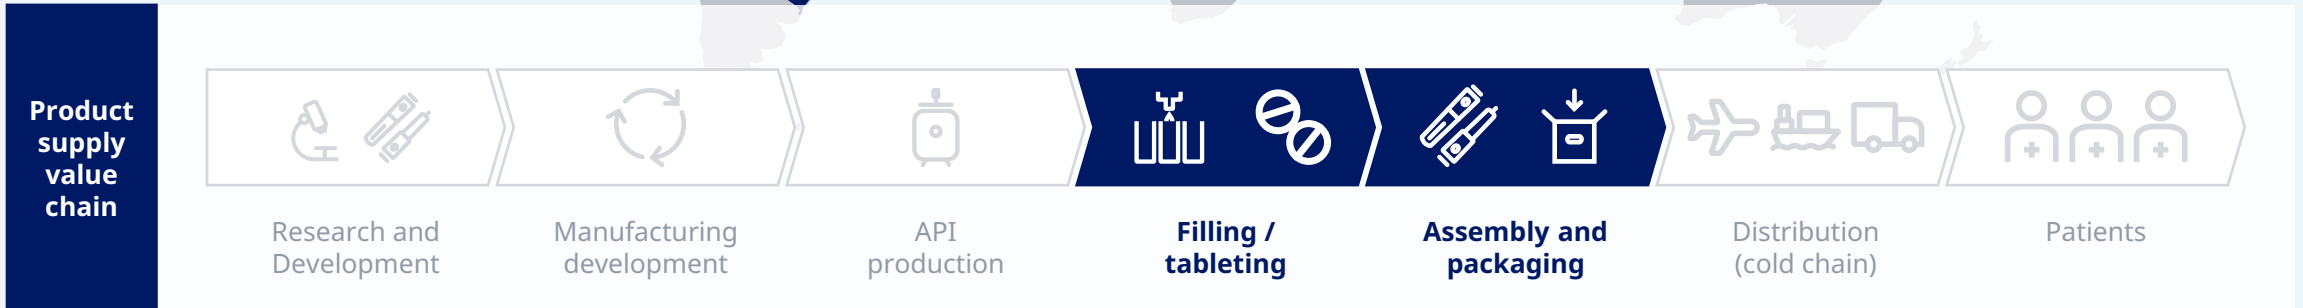 Product
supply
value
chain
Research and
Development
Manufacturing
development
API
production
Filling /
tableting
Assembly and
packaging
Distribution
(cold chain)
Patients